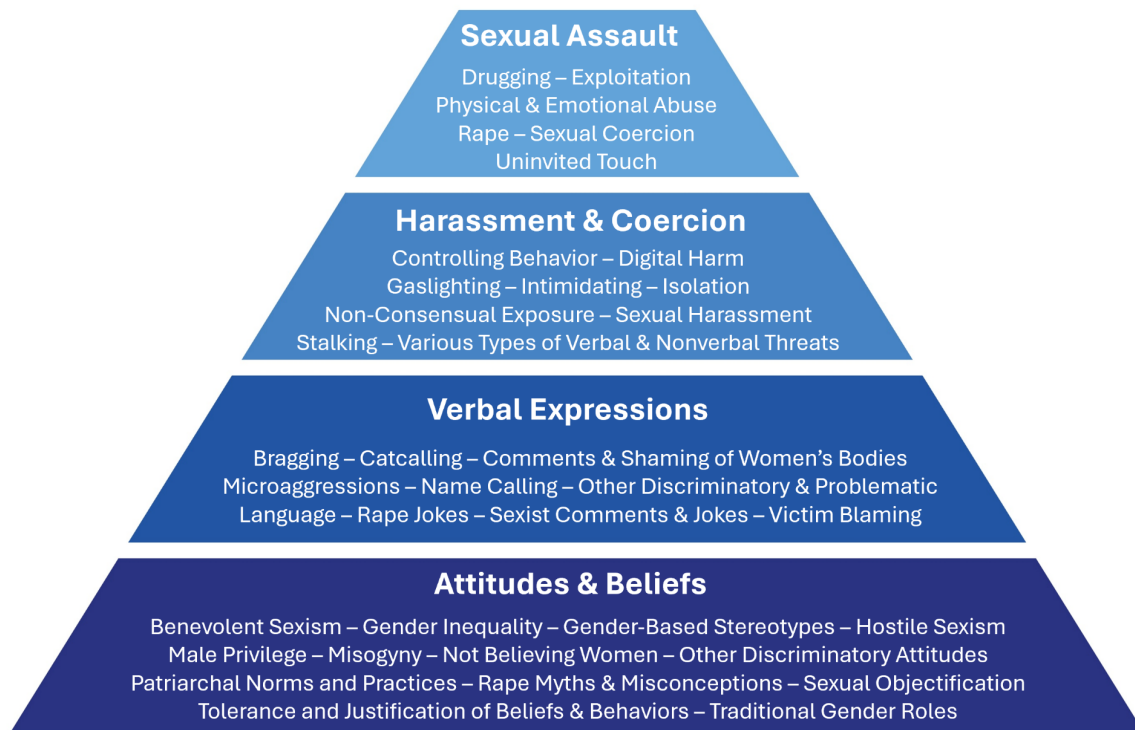 Sexual Assault
Drugging – Exploitation
Physical & Emotional Abuse
Rape – Sexual Coercion
Uninvited Touch
Harassment & Coercion
Controlling Behavior – Digital Harm
Gaslighting – Intimidating – Isolation
Non-Consensual Exposure – Sexual Harassment
Stalking – Various Types of Verbal & Nonverbal Threats
Verbal Expressions
Bragging – Catcalling – Comments & Shaming of Women’s Bodies
Microaggressions – Name Calling – Other Discriminatory & Problematic
Language – Rape Jokes – Sexist Comments & Jokes – Victim Blaming
Attitudes & Beliefs
Benevolent Sexism – Gender Inequality – Gender-Based Stereotypes – Hostile Sexism
Male Privilege – Misogyny – Not Believing Women – Other Discriminatory Attitudes
Patriarchal Norms and Practices – Rape Myths & Misconceptions – Sexual Objectification
Tolerance and Justification of Beliefs & Behaviors – Traditional Gender Roles